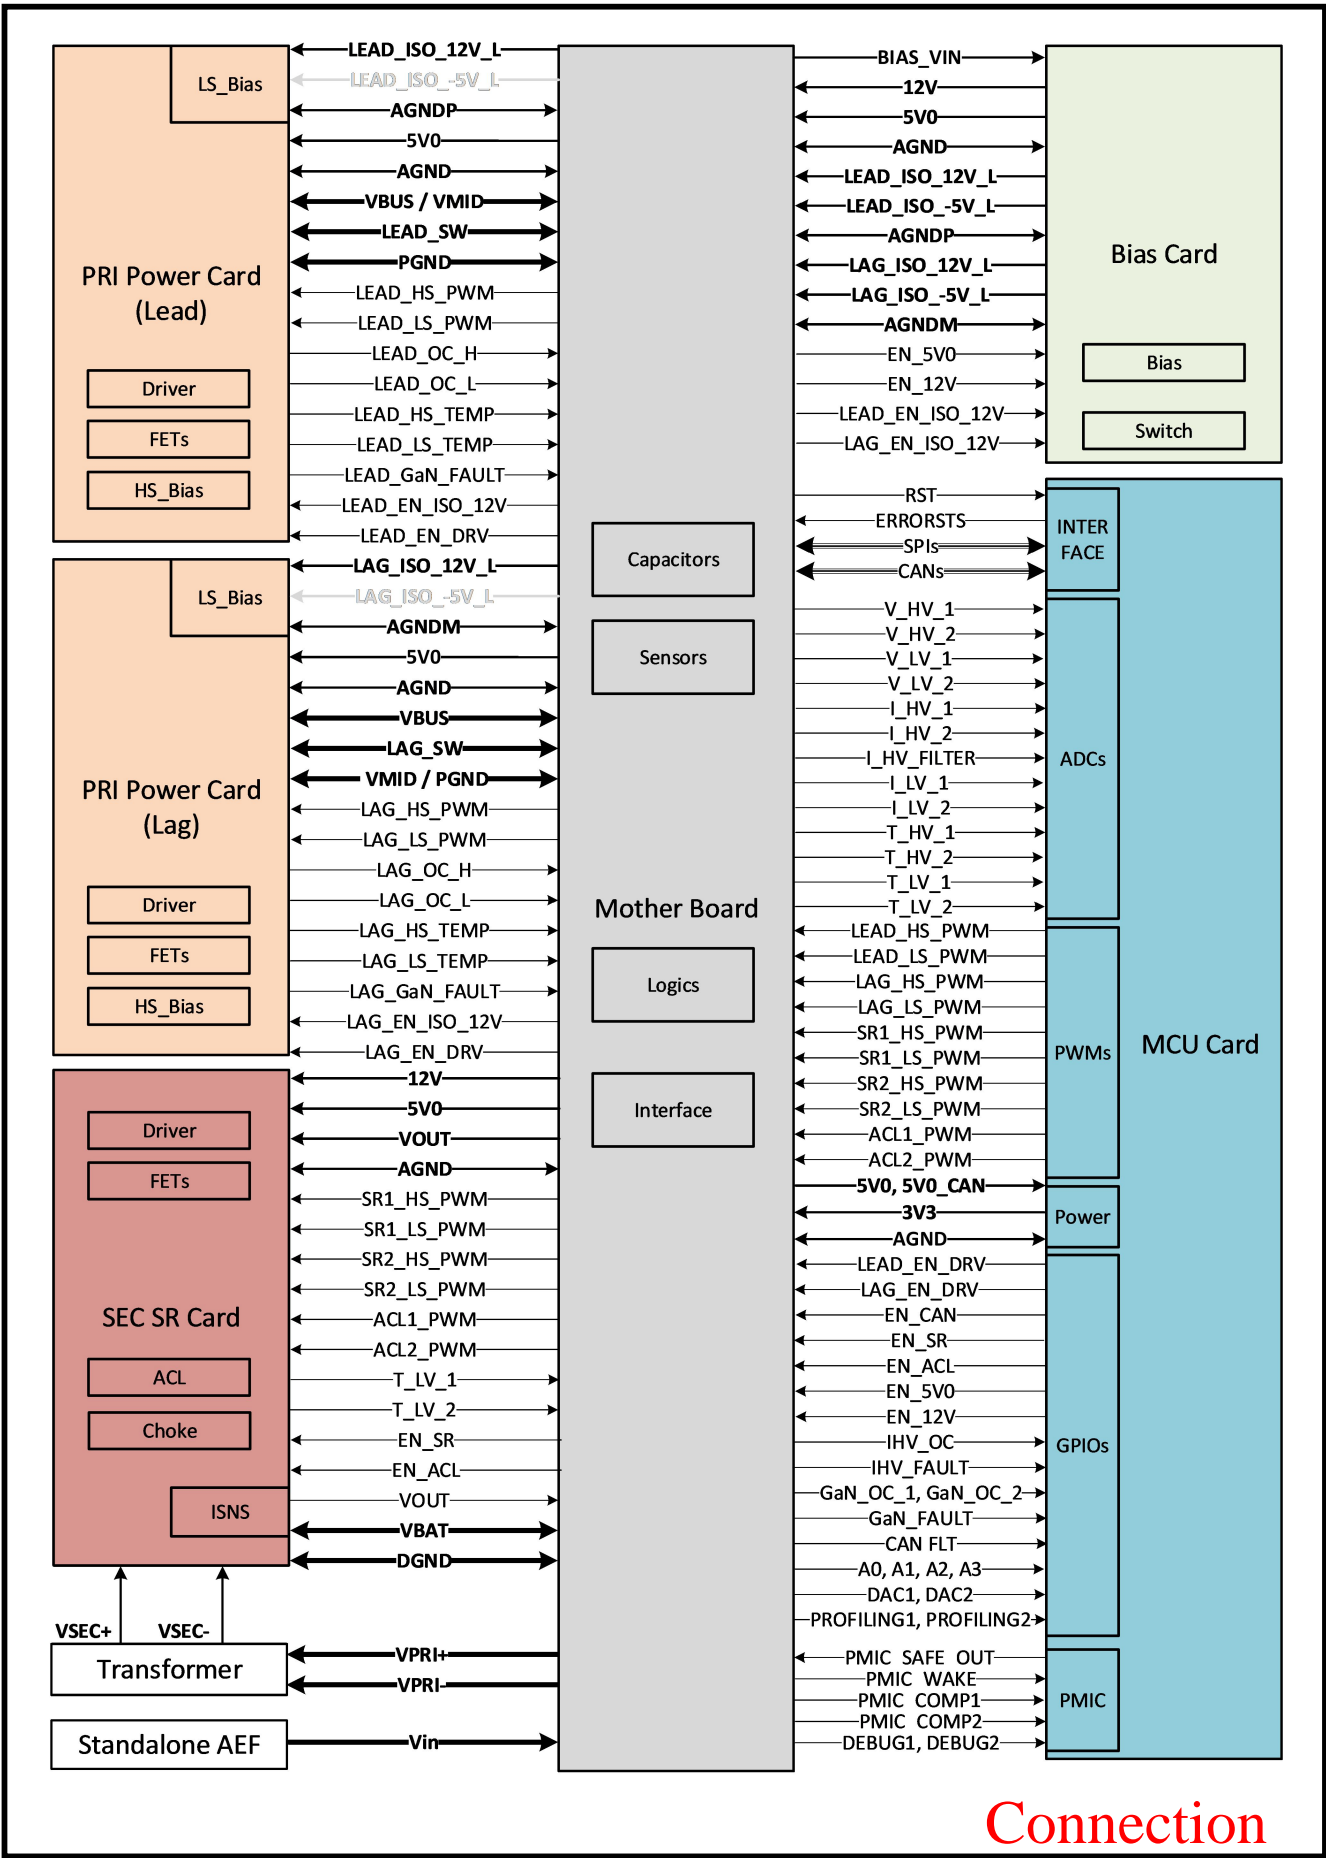 LS_Bias
PRI Power Card
(Lead)
Driver
FETs
HS_Bias
LEAD_ISO_12V_L
LEAD_ISO_-5V_L
AGNDP
5V0
AGND
VBUS / VMID
LEAD_SW
PGND
LEAD_HS_PWM
LEAD_LS_PWM
LEAD_OC_H
LEAD_OC_L
LEAD_HS_TEMP
LEAD_LS_TEMP
LEAD_GaN_FAULT
LEAD_EN_ISO_12V
LEAD_EN_DRV
LS_Bias
PRI Power Card
(Lag)
Driver
FETs
HS_Bias
LAG_ISO_12V_L
LAG_ISO_-5V_L
AGNDM
5V0
AGND
VBUS
LAG_SW
VMID / PGND
LAG_HS_PWM
LAG_LS_PWM
LAG_OC_H
LAG_OC_L
LAG_HS_TEMP
LAG_LS_TEMP
LAG_GaN_FAULT
LAG_EN_ISO_12V
LAG_EN_DRV
Driver
FETs
SEC SR Card
ACL
Choke
ISNS
12V
5V0
VOUT
AGND
SR1_HS_PWM
SR1_LS_PWM
SR2_HS_PWM
SR2_LS_PWM
ACL1_PWM
ACL2_PWM
T_LV_1
T_LV_2
EN_SR
EN_ACL
VOUT
VBAT
DGND
VSEC+
VSEC-
Transformer
VPRI+
VPRI-
Standalone AEF
Vin
Capacitors
Sensors
Mother Board
Logics
Interface
BIAS_VIN
12V
5V0
AGND
LEAD_ISO_12V_L
LEAD_ISO_-5V_L
AGNDP
LAG_ISO_12V_L
LAG_ISO_-5V_L
AGNDM
EN_5V0
EN_12V
LEAD_EN_ISO_12V
LAG_EN_ISO_12V
Bias Card
Bias
Switch
RST
ERRORSTS
SPIs
CANs
INTER
FACE
V_HV_1
V_HV_2
V_LV_1
V_LV_2
I_HV_1
I_HV_2
I_HV_FILTER
I_LV_1
I_LV_2
T_HV_1
T_HV_2
T_LV_1
T_LV_2
ADCs
LEAD_HS_PWM
LEAD_LS_PWM
LAG_HS_PWM
LAG_LS_PWM
SR1_HS_PWM
SR1_LS_PWM
SR2_HS_PWM
SR2_LS_PWM
ACL1_PWM
ACL2_PWM
PWMs
MCU Card
5V0, 5V0_CAN
3V3
AGND
Power
LEAD_EN_DRV
LAG_EN_DRV
EN_CAN
EN_SR
EN_ACL
EN_5V0
EN_12V
IHV_OC
IHV_FAULT
GaN_OC_1, GaN_OC_2
GaN_FAULT
CAN FLT
A0, A1, A2, A3
DAC1, DAC2
PROFILING1, PROFILING2
GPIOs
PMIC SAFE OUT
PMIC WAKE
PMIC COMP1
PMIC COMP2
DEBUG1, DEBUG2
PMIC
Connection